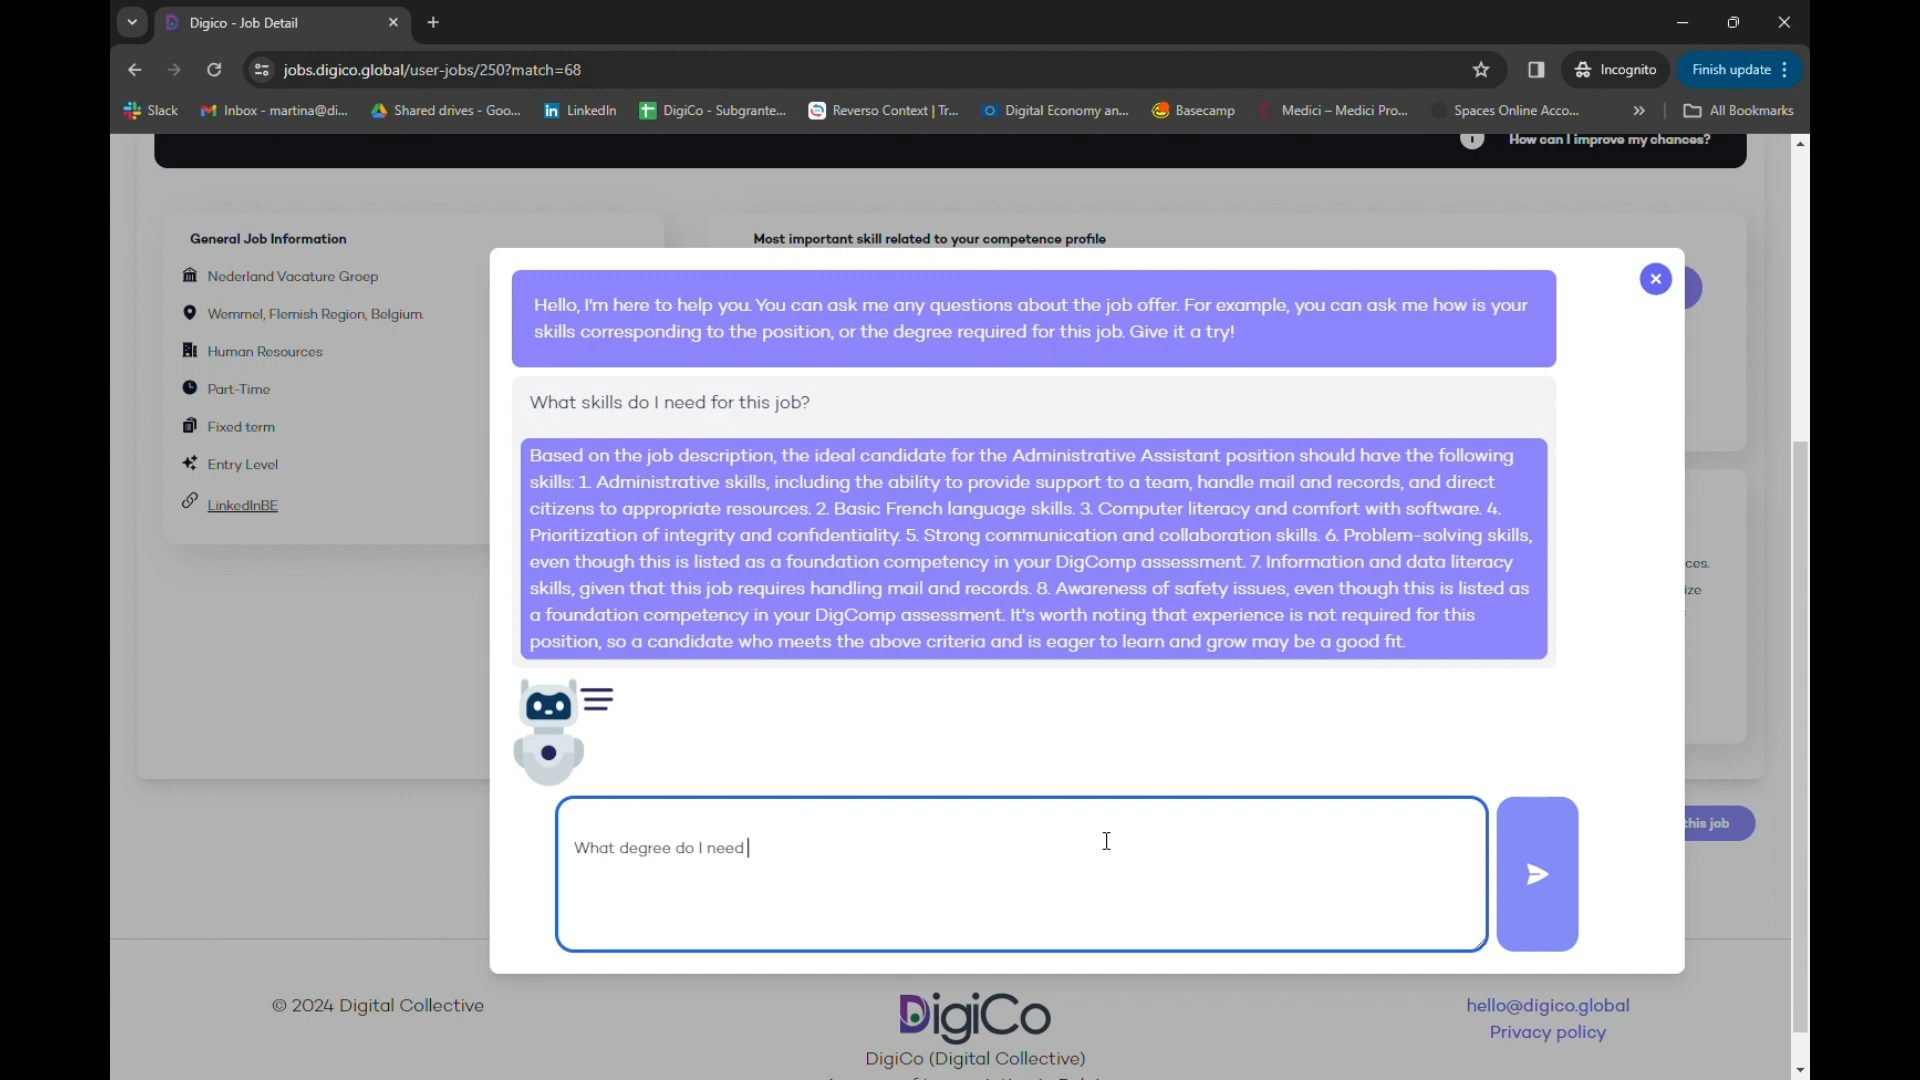 Digico - Job Detail
jobs.digico.global/user-jobs/250?match=68
Incognito
Finish update
Slack
Inbox - martina@di...
Shared drives - Goo...
LinkedIn
DigiCo - Subgrante...
Reverso Context | Tr...
Digital Economy an...
Basecamp
Medici – Medici Pro...
Spaces Online Acco...
»
All Bookmarks
How can I improve my chances?
General Job Information
Nederland Vacature Groep
Wemmel, Flemish Region, Belgium.
Human Resources
Part-Time
Fixed term
Entry Level
LinkedInBE
Most important skill related to your competence profile
Hello, I'm here to help you. You can ask me any questions about the job offer. For example, you can ask me how is your
skills corresponding to the position, or the degree required for this job. Give it a try!
What skills do I need for this job?
Based on the job description, the ideal candidate for the Administrative Assistant position should have the following
skills: 1. Administrative skills, including the ability to provide support to a team, handle mail and records, and direct
citizens to appropriate resources. 2. Basic French language skills. 3. Computer literacy and comfort with software. 4.
Prioritization of integrity and confidentiality. 5. Strong communication and collaboration skills. 6. Problem-solving skills,
even though this is listed as a foundation competency in your DigComp assessment. 7. Information and data literacy
skills, given that this job requires handling mail and records. 8. Awareness of safety issues, even though this is listed as
a foundation competency in your DigComp assessment. It's worth noting that experience is not required for this
position, so a candidate who meets the above criteria and is eager to learn and grow may be a good fit.
ces.
ize
What degree do I need
this job
© 2024 Digital Collective
DigiCo
DigiCo (Digital Collective)
hello@digico.global
Privacy policy